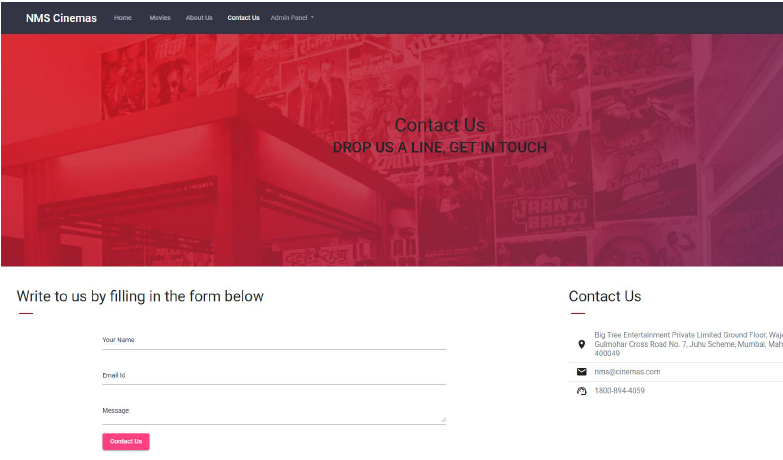 NMS Cinemas Home Movies About Us Contact Us Admin Panel
Contact Us
DROP US A LINE, GET IN TOUCH
JAAN KI
BAAZI
Write to us by filling in the form below
Your Name
Email Id
Message
Contact Us
Contact Us
Big Tree Entertainment Private Limited Ground Floor,
Gulmohar Cross Road No. 7, Juhu Scheme, Mumbai,
400049
nms@cinemas.com
1800-894-4059